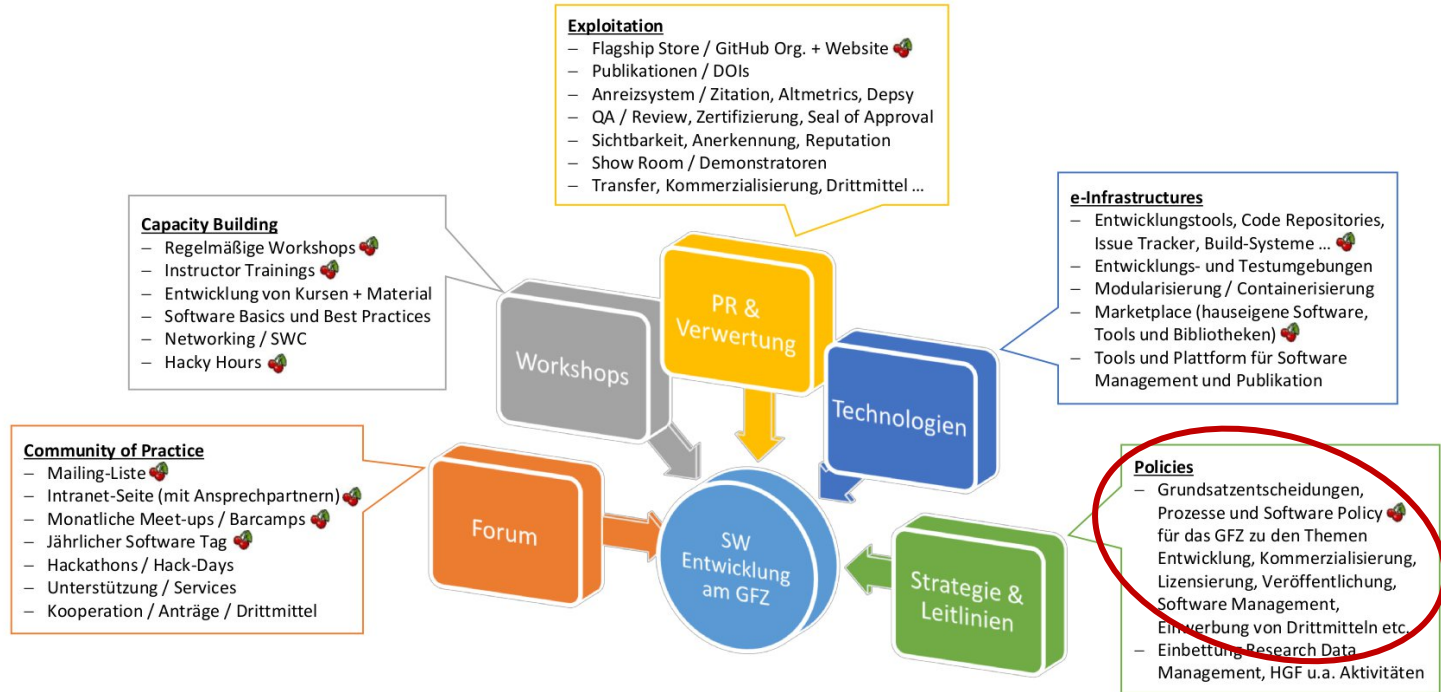 Exploitation
– Flagship Store / GitHub Org. + Website
– Publikationen / DOIs
– Anreizsystem / Zitation, Altmetrics, Depsy
– QA / Review, Zertifizierung, Seal of Approval
– Sichtbarkeit, Anerkennung, Reputation
– Show Room / Demonstratoren
– Transfer, Kommerzialisierung, Drittmittel ...
Capacity Building
– Regelmäßige Workshops
– Instructor Trainings
– Entwicklung von Kursen + Material
– Software Basics und Best Practices
– Networking / SWC
– Hacky Hours
e-Infrastructures
– Entwicklungstools, Code Repositories,
Issue Tracker, Build-Systeme ...
– Entwicklungs- und Testumgebungen
– Modularisierung / Containerisierung
– Marketplace (hauseigene Software,
Tools und Bibliotheken)
– Tools und Plattform für Software
Management und Publikation
Community of Practice
– Mailing-Liste
– Intranet-Seite (mit Ansprechpartnern)
– Monatliche Meet-ups / Barcamps
– Jährlicher Software Tag
– Hackathons / Hack-Days
– Unterstützung / Services
– Kooperation / Anträge / Drittmittel
Policies
– Grundsatzentscheidungen,
Prozesse und Software Policy
für das GFZ zu den Themen
Entwicklung, Kommerzialisierung,
Lizensierung, Veröffentlichung,
Software Management,
Einwerbung von Drittmitteln etc.
– Einbettung Research Data
Management, HGF u.a. Aktivitäten
Workshops
PR &
Verwertung
Technologien
Forum
Strategie &
Leitlinien
SW
Entwicklung
am GFZ